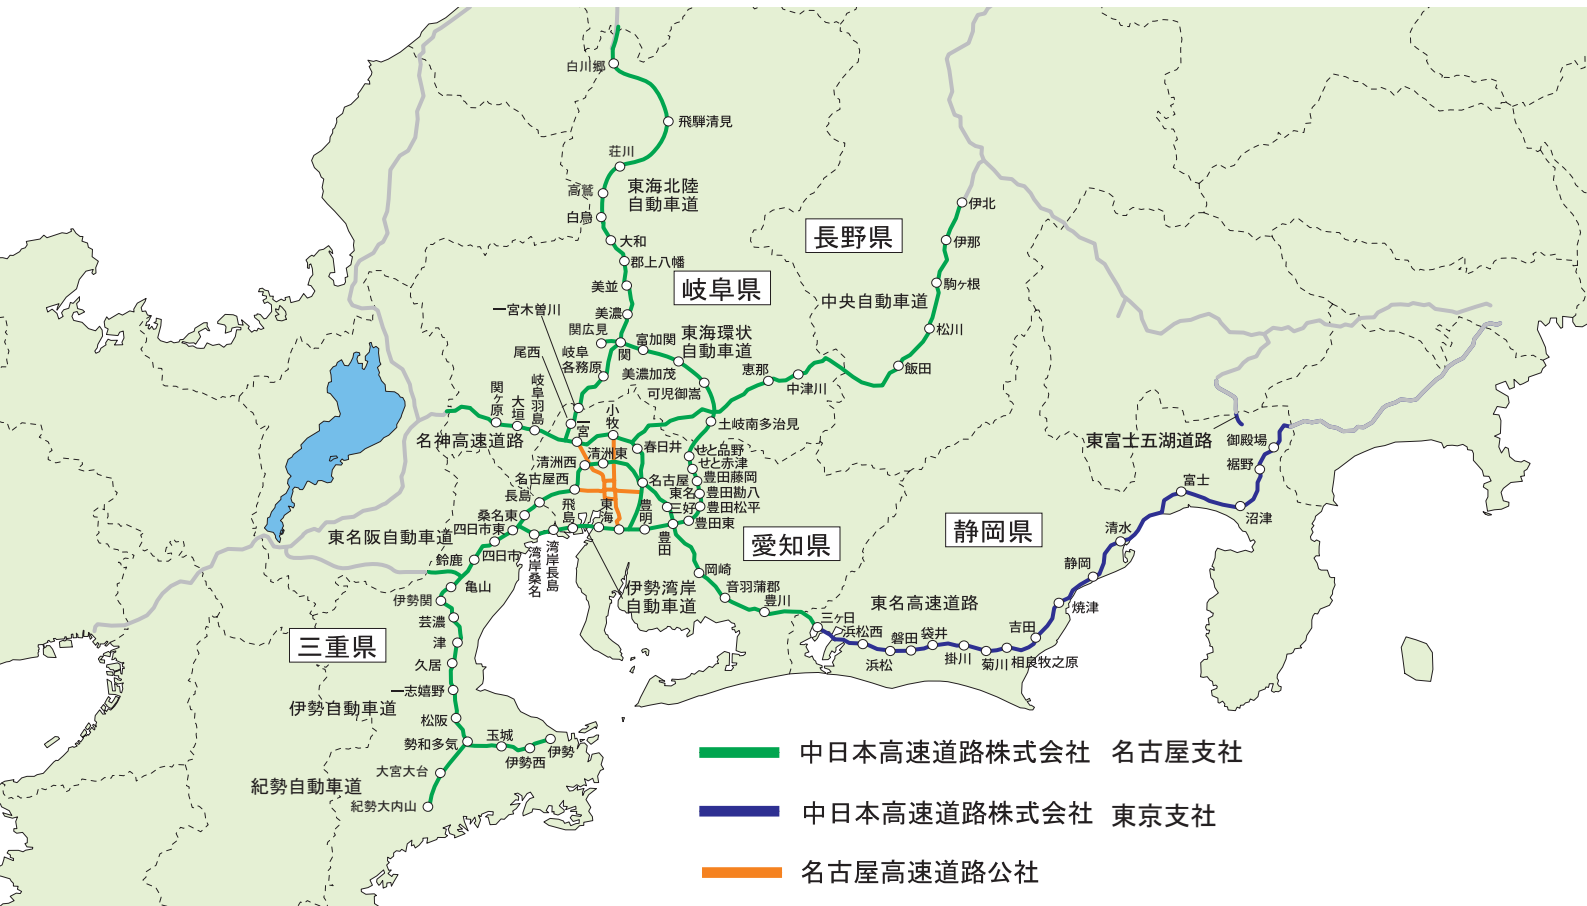 白川郷
飛騨清見
荘川
高鷲
東海北陸
自動車道
白鳥
大和
郡上八幡
美並
美濃
岐阜県
長野県
伊北
伊那
駒ヶ根
中央自動車道
松川
飯田
一宮木曽川
関広見
関
富加関
東海環状
自動車道
尾西
岐阜
各務原
美濃加茂
可児御嵩
恵那
中津川
土岐南多治見
関ヶ原
大垣
岐阜羽島
名神高速道路
一宮
小牧
春日井
清洲西
清洲東
名古屋西
名古屋
せと品野
せと赤津
豊田藤岡
豊田勘八
豊田松平
豊田東
東名
三好
長島
飛島
東海
豊明
豊田
桑名東
四日市東
東名阪自動車道
四日市
鈴鹿
湾岸桑名
湾岸長島
亀山
伊勢関
芸濃
津
久居
一志嬉野
三重県
伊勢自動車道
松阪
勢和多気
玉城
伊勢西
伊勢
大宮大台
紀勢自動車道
紀勢大内山
伊勢湾岸
自動車道
愛知県
岡崎
音羽蒲郡
豊川
三ヶ日
東名高速道路
浜松西
浜松
磐田
袋井
掛川
菊川
相良牧之原
吉田
焼津
静岡
清水
静岡県
富士
沼津
裾野
御殿場
東富士五湖道路
中日本高速道路株式会社 名古屋支社
中日本高速道路株式会社 東京支社
名古屋高速道路公社